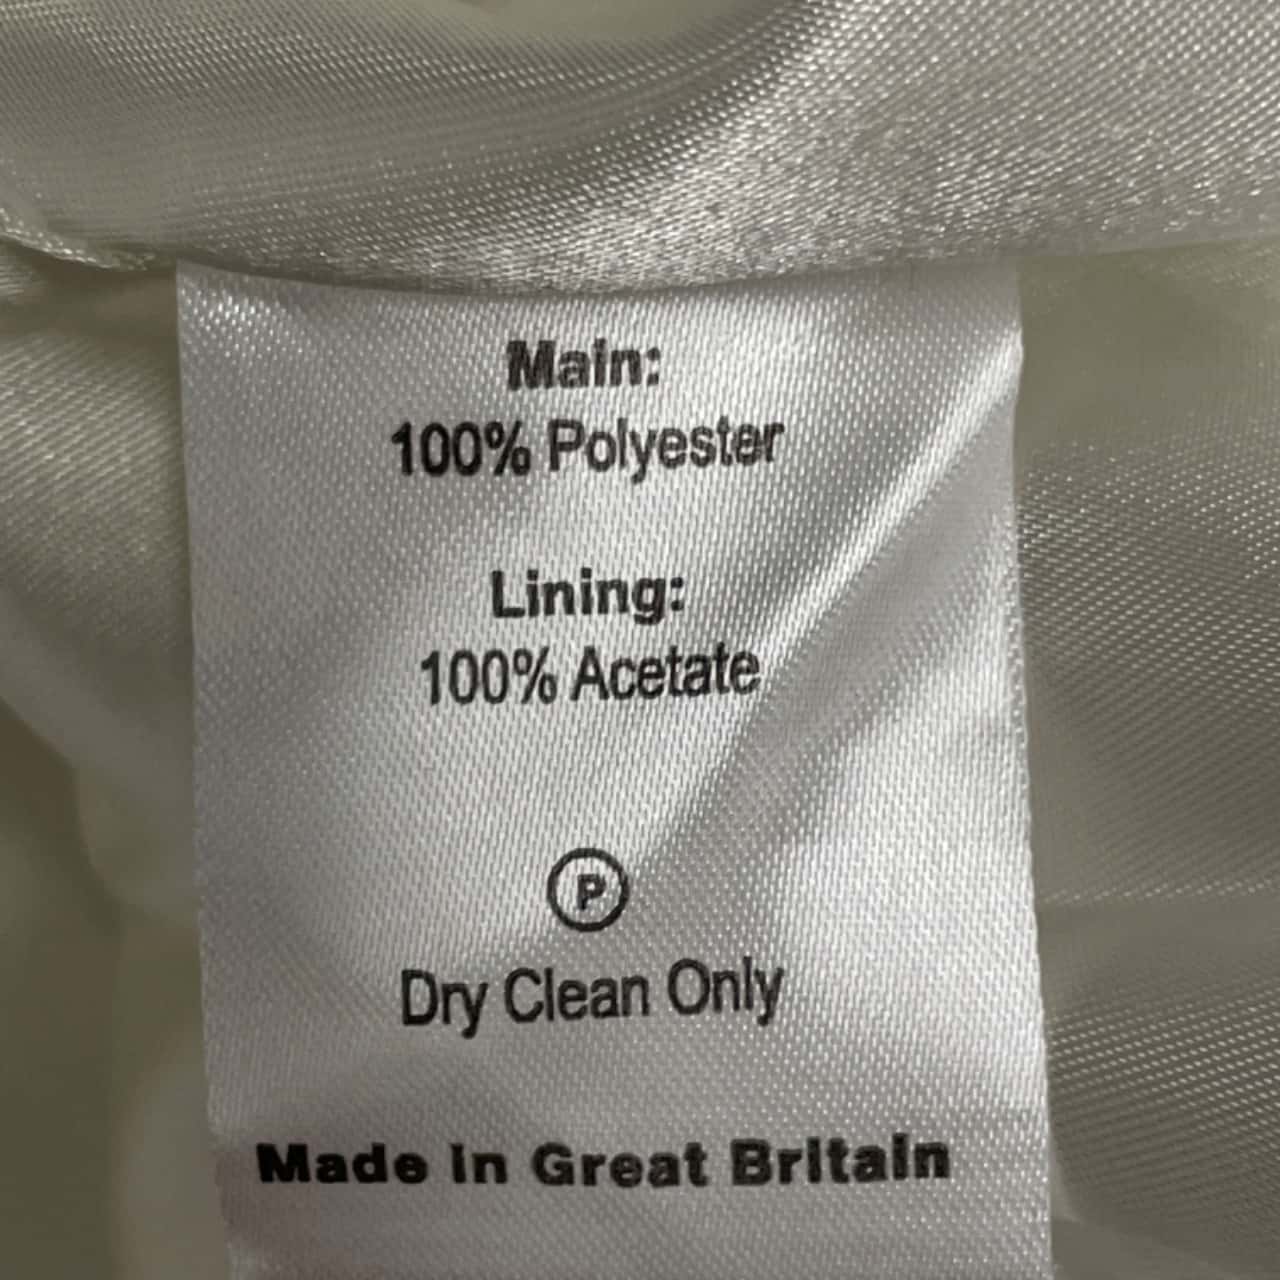 Main:
100% Polyester
Lining:
100% Acetate
P
Dry Clean Only
Made in Great Britain